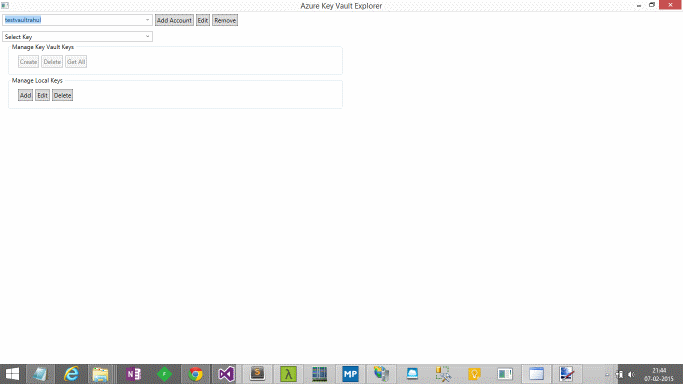 Azure Key Vault Explorer
testvaultrahul Add Account Edit Remove
Select Key
Manage Key Vault Keys
Create Delete Get All
Manage Local Keys
Add Edit Delete
N
F
S
λ
MP
21:44
07-02-2015